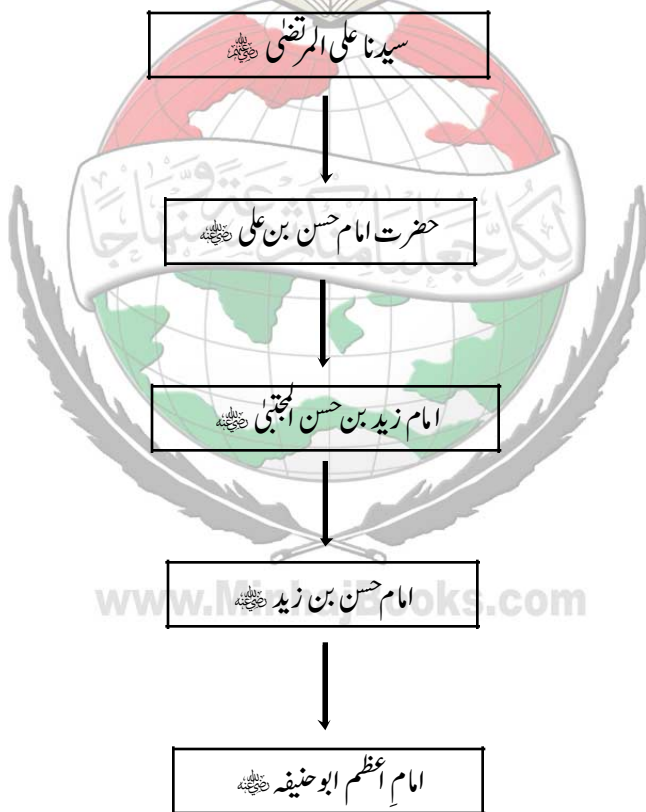 سیدنا علی المرتضٰی رضی اللہ عنہ
لِكُلٍّ جَعَلْنَا مِنْكُمْ شِرْعَةً وَّمِنْهَاجًا
حضرت امام حسن بن علی رضی اللہ عنہ
امام زید بن حسن المجتبیٰ رضی اللہ عنہ
www.MinhajBooks.com
امام حسن بن زید رضی اللہ عنہ
امامِ اعظم ابو حنیفہ رضی اللہ عنہ